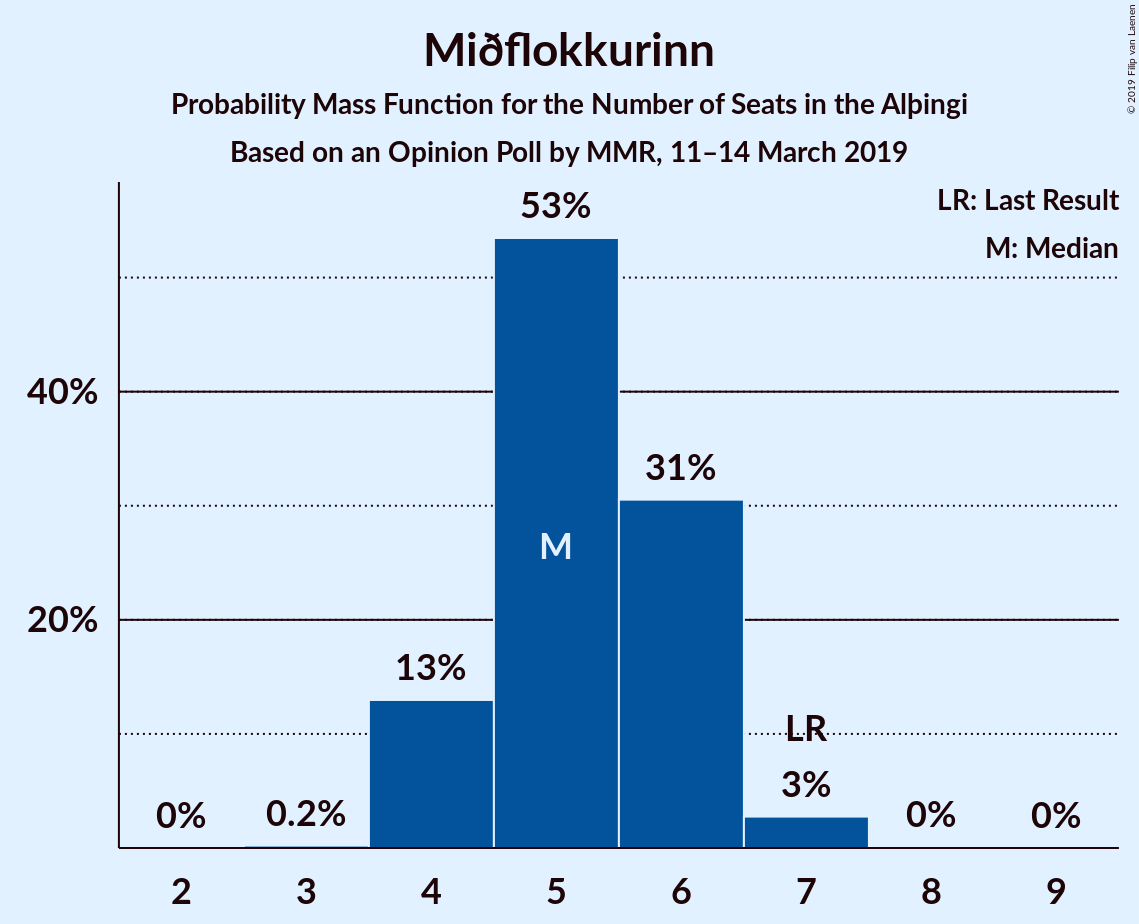 Miðflokkurinn
Probability Mass Function for the Number of Seats in the Alþingi
Based on an Opinion Poll by MMR, 11–14 March 2019
© 2019 Filip van Laenen
LR: Last Result
M: Median
53%
40%
31%
M
20%
13%
LR
3%
0%
0.2%
0%
0%
2 3 4 5 6 7 8 9